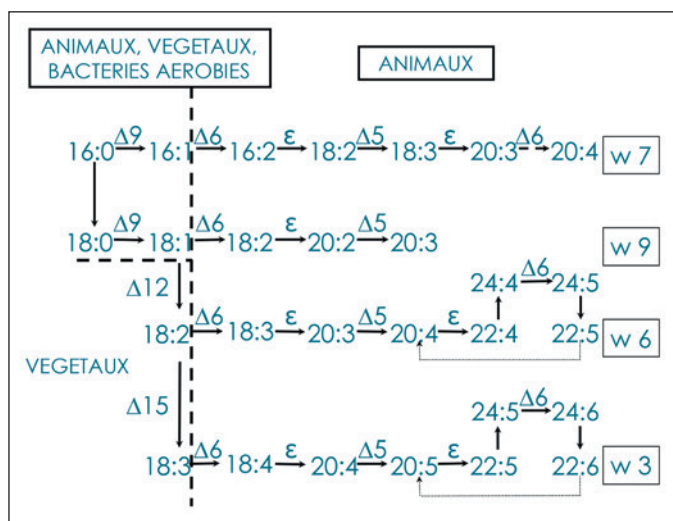 ANIMAUX, VEGETAUX,
BACTERIES AEROBIES
ANIMAUX
Δ9 Δ6 ε Δ5 ε Δ6
16:0 16:1 16:2 18:2 18:3 20:3 20:4 w 7
Δ9 Δ6 ε Δ5
18:0 18:1 18:2 20:2 20:3 w 9
Δ12
Δ6
24:4 24:5
Δ6 ε Δ5 ε
18:2 18:3 20:3 20:4 22:4 22:5 w 6
VEGETAUX
Δ15
Δ6
24:5 24:6
Δ6 ε Δ5 ε
18:3 18:4 20:4 20:5 22:5 22:6 w 3